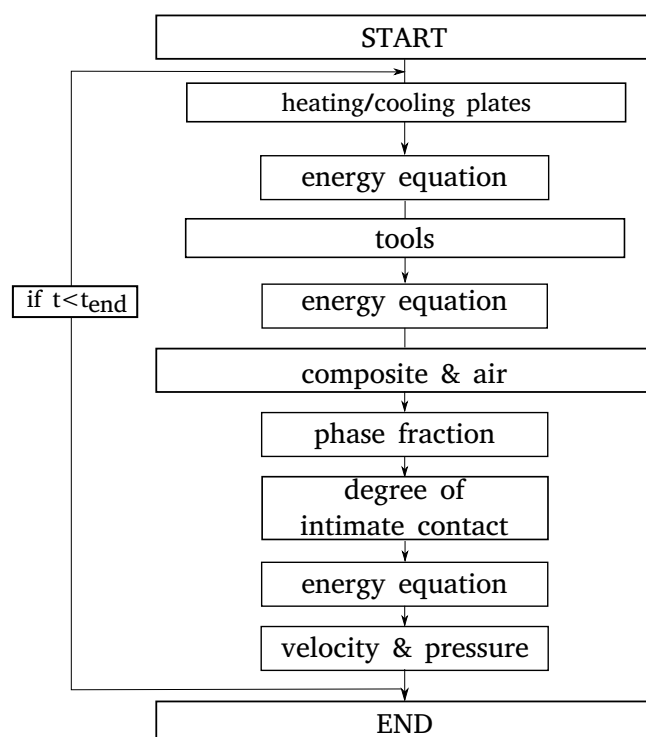 START
heating/cooling plates
energy equation
tools
if t<tend
energy equation
composite & air
phase fraction
degree of
intimate contact
energy equation
velocity & pressure
END